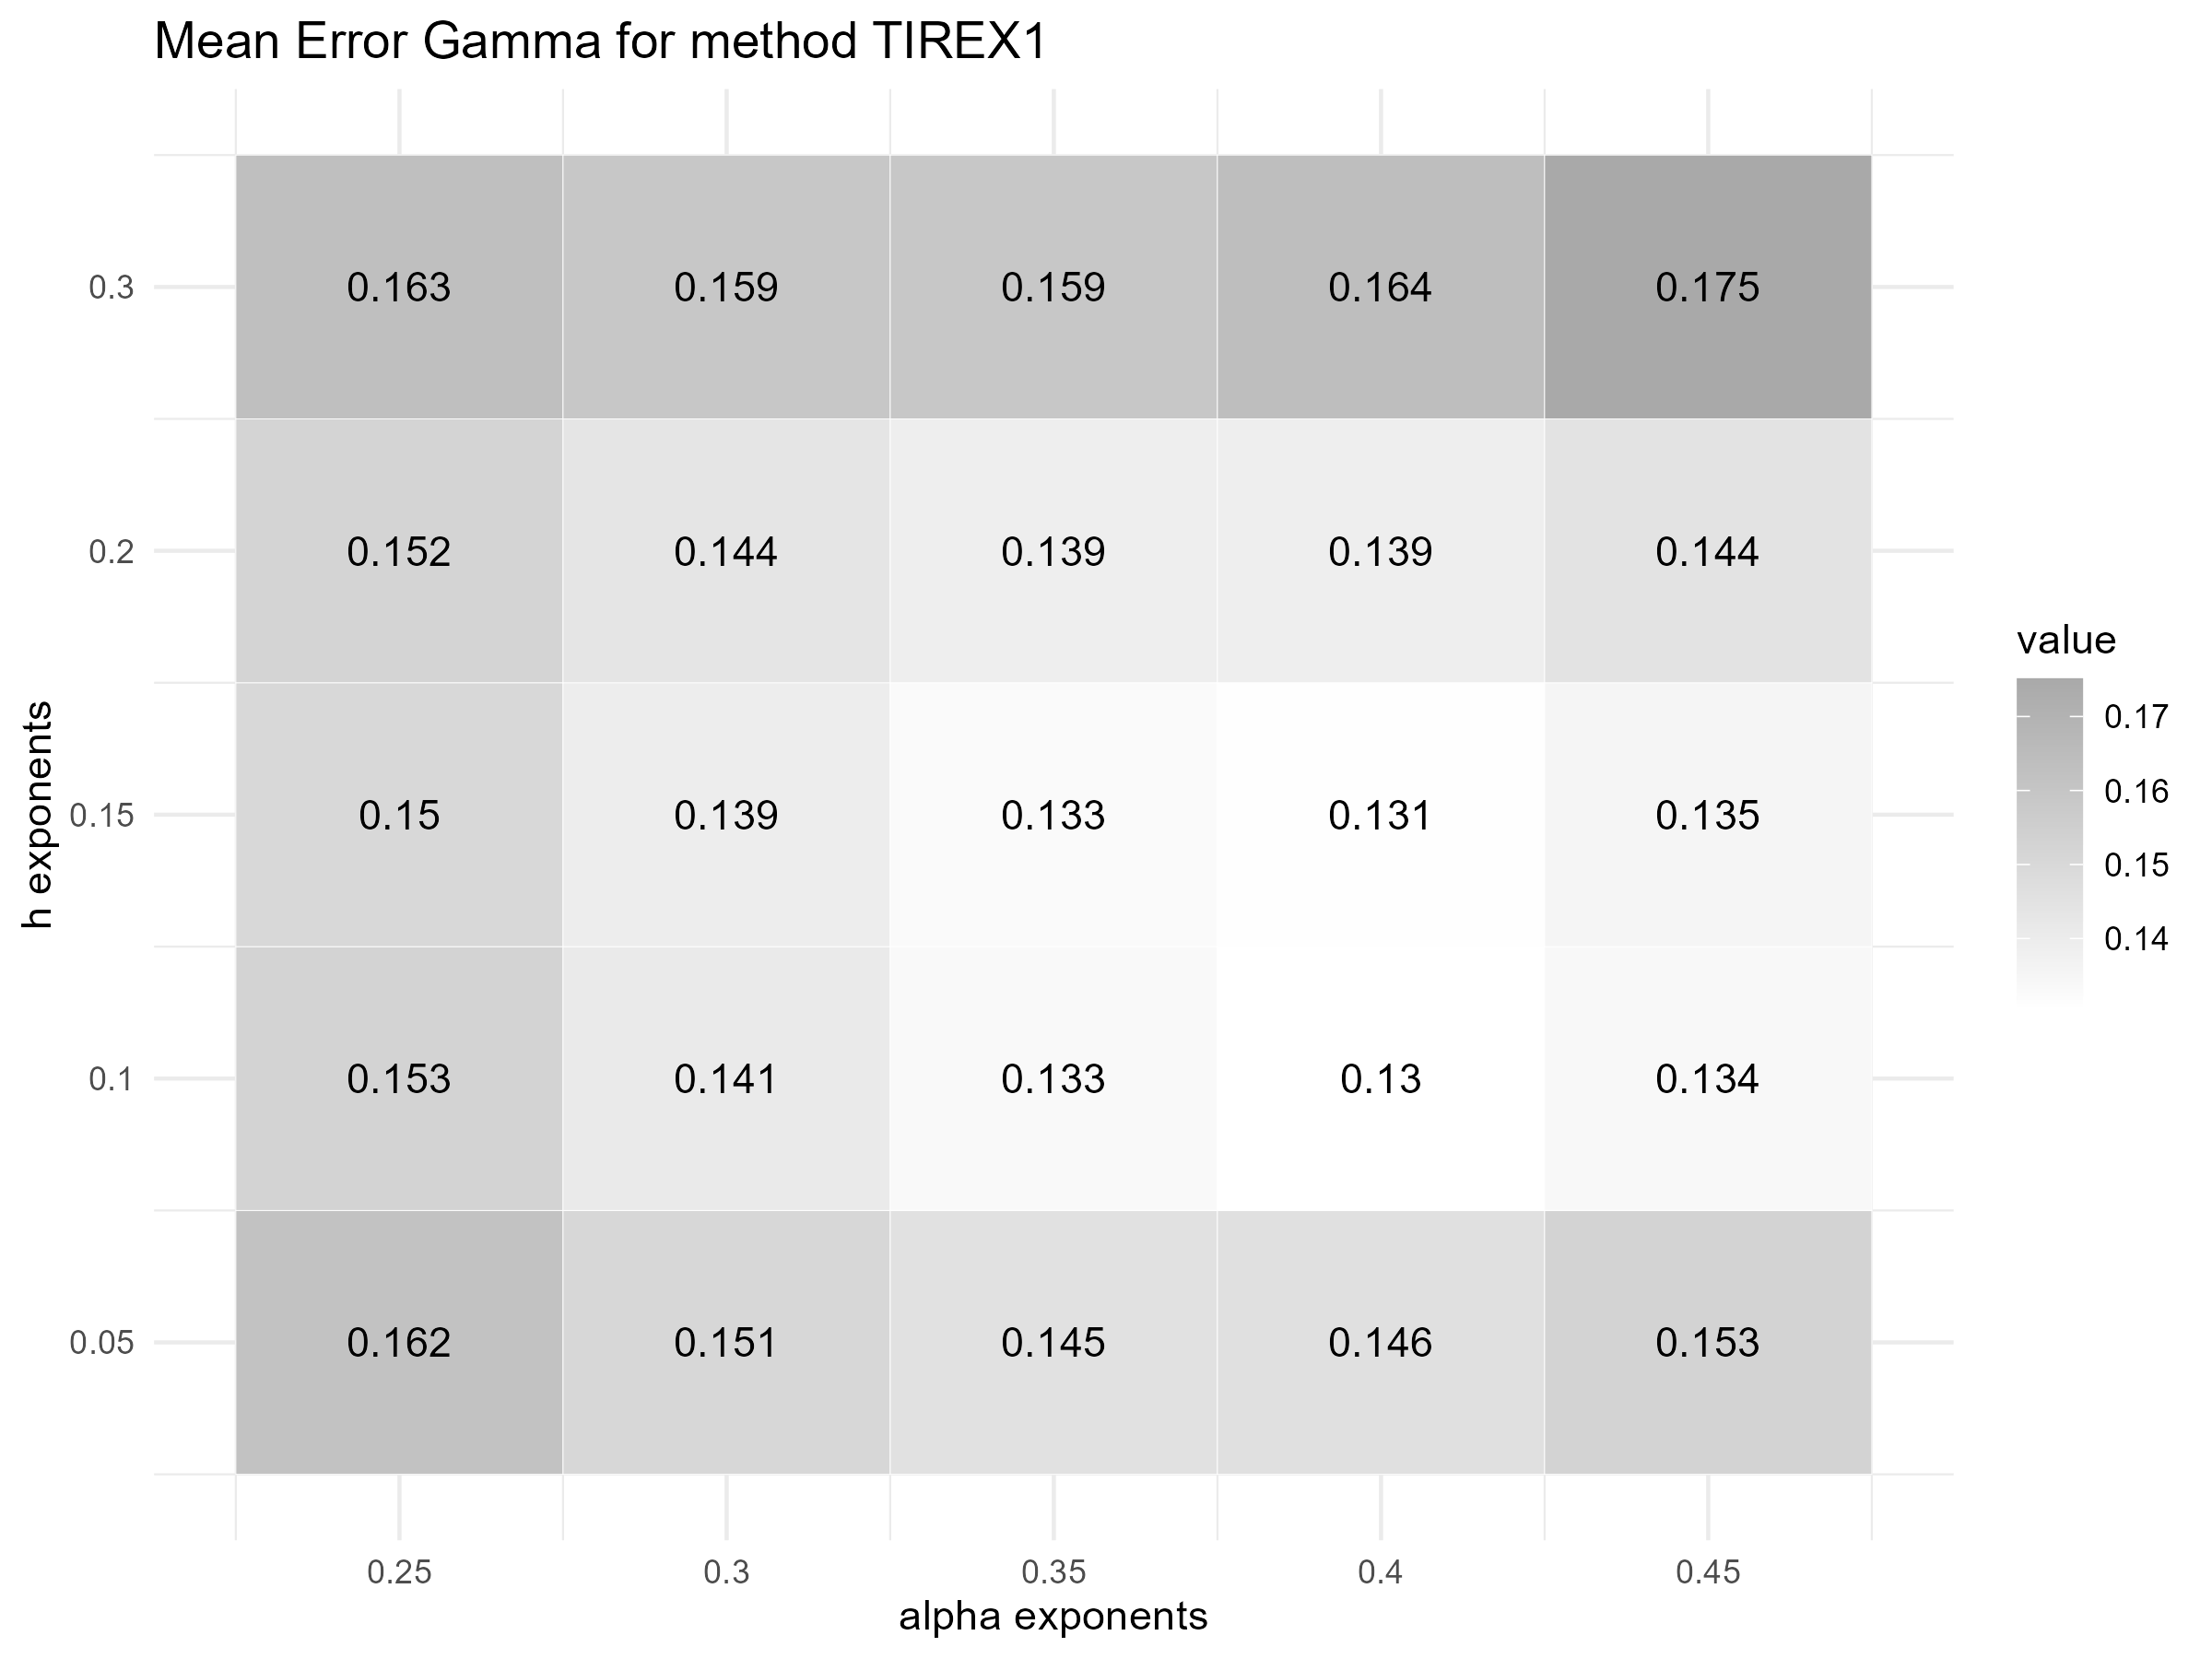 Mean Error Gamma for method TIREX1
0.3 0.163 0.159 0.159 0.164 0.175
0.2 0.152 0.144 0.139 0.139 0.144
0.15 0.15 0.139 0.133 0.131 0.135
0.1 0.153 0.141 0.133 0.13 0.134
0.05 0.162 0.151 0.145 0.146 0.153
0.25 0.3 0.35 0.4 0.45
alpha exponents
h exponents
value
0.17
0.16
0.15
0.14